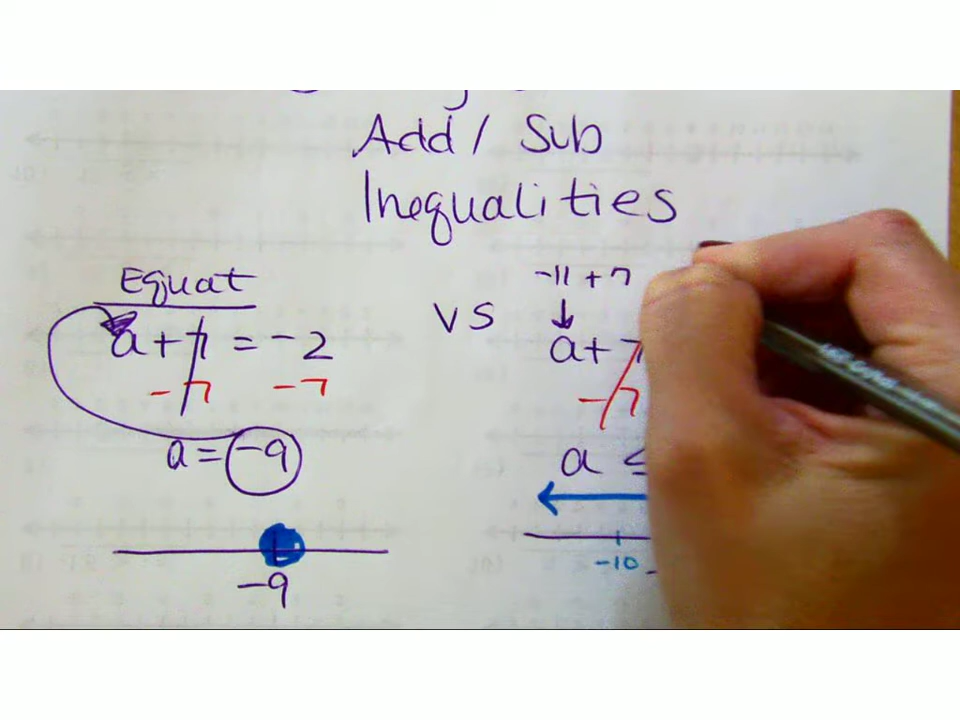 Add / Sub
Inequalities
Equat
a + 7 = -2
-7 -7
a = -9
-9
VS
-11 + 7
a + 7
-7
a ≤
-10